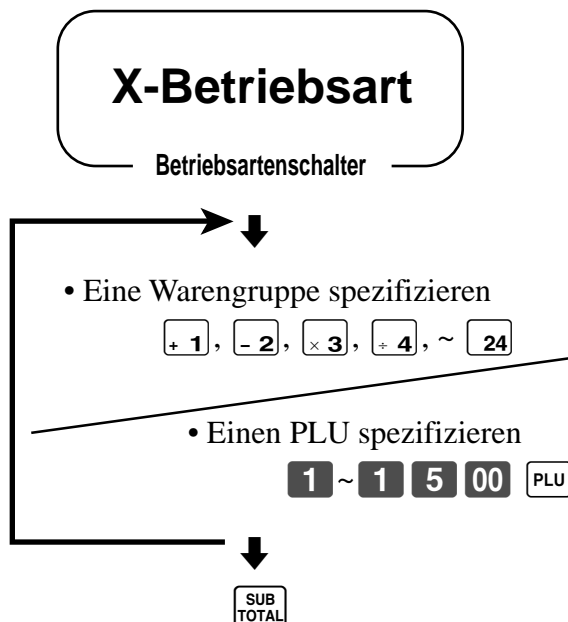 X-Betriebsart
Betriebsartenschalter
• Eine Warengruppe spezifizieren
+ 1, - 2, × 3, ÷ 4, ~ 24
• Einen PLU spezifizieren
1 ~ 1 5 00 PLU
SUB
TOTAL